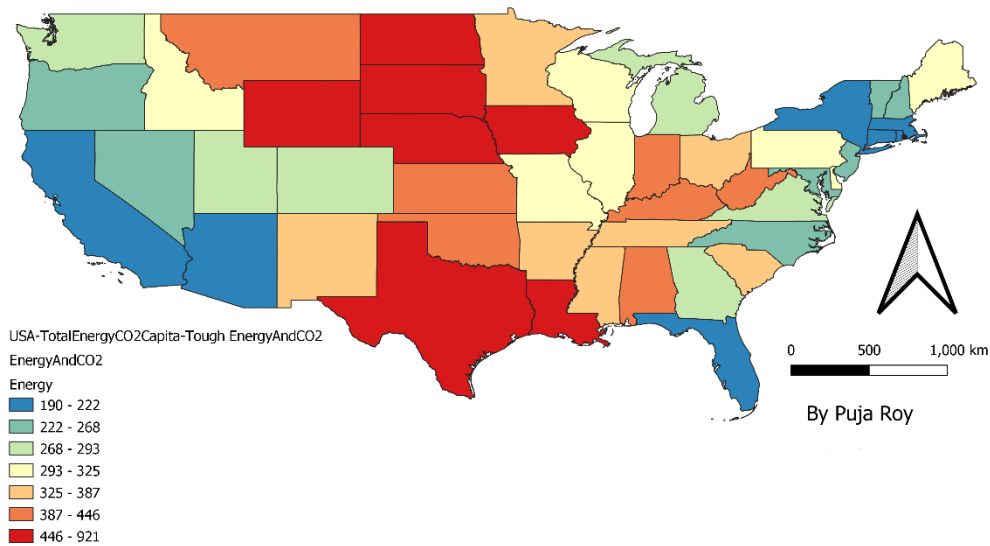 USA-TotalEnergyCO2Capita-Tough EnergyAndCO2
EnergyAndCO2
Energy
190 - 222
222 - 268
268 - 293
293 - 325
325 - 387
387 - 446
446 - 921
0 500 1,000 km
By Puja Roy